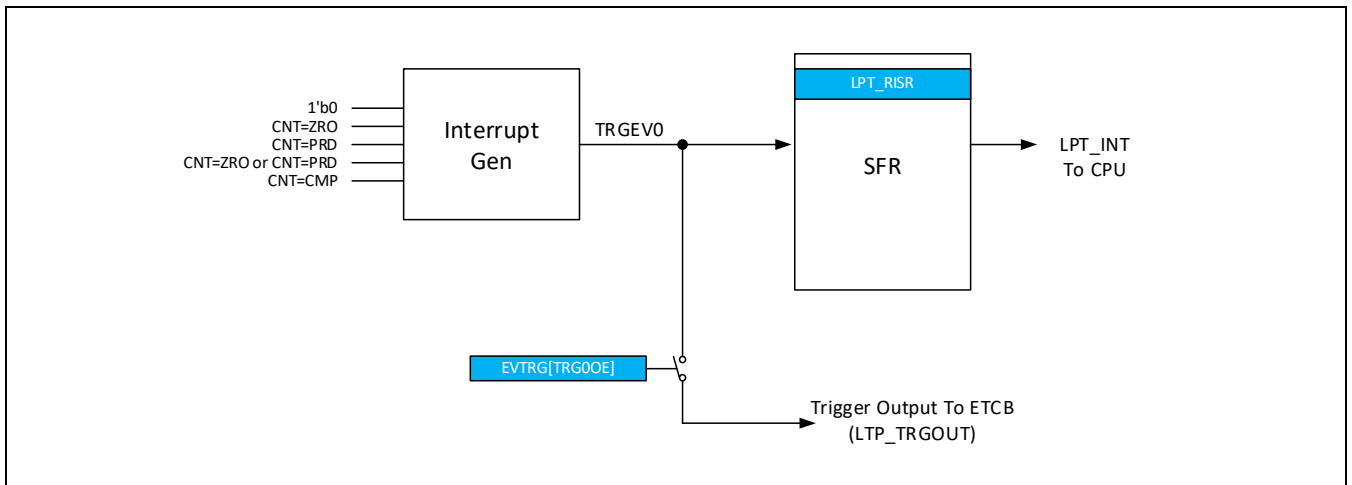 LPT_RISR
1'b0
CNT=ZRO
CNT=PRD
CNT=ZRO or CNT=PRD
CNT=CMP
Interrupt
Gen
TRGEV0
SFR
LPT_INT
To CPU
EVTRG[TRG0OE]
Trigger Output To ETCB
(LTP_TRGOUT)